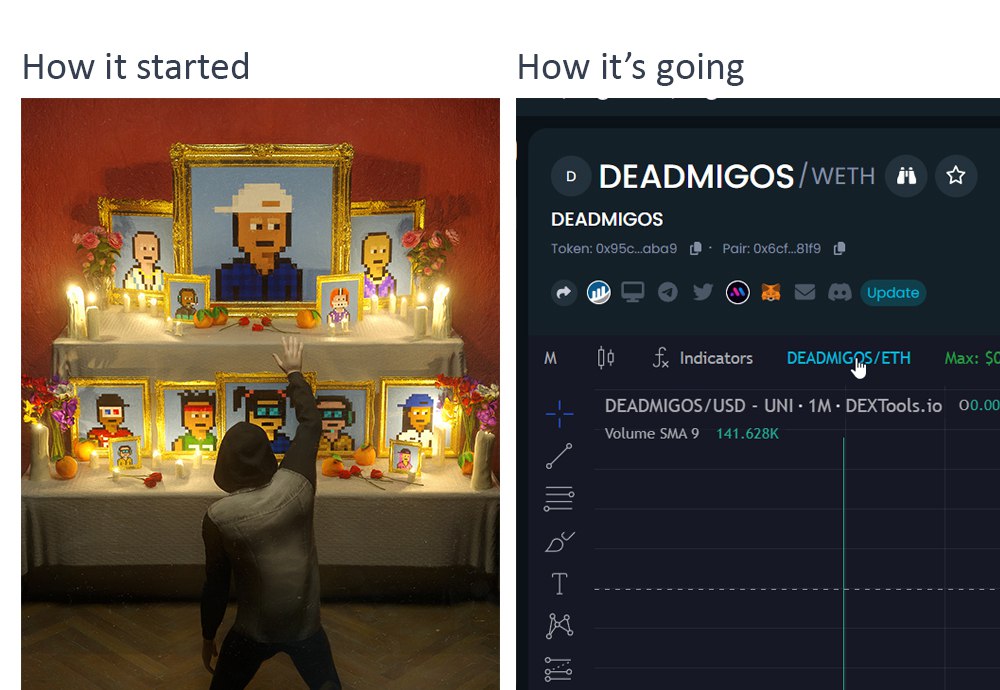 How it started
How it's going
D
DEADMIGOS/WETH
DEADMIGOS
Token: 0x95c...aba9 · Pair: 0x6cf...81f9
Update
M
Indicators
DEADMIGOS/ETH
Max: $0
DEADMIGOS/USD - UNI · 1M · DEXTools.io
O0.00
Volume SMA 9 141.628K
T